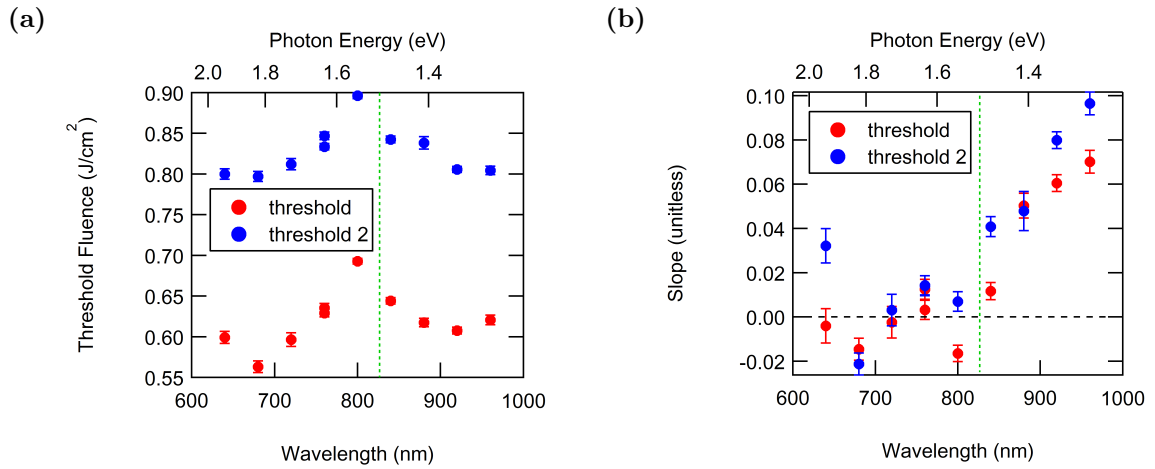 (a)
Photon Energy (eV)
2.0 1.8 1.6 1.4
0.90
0.85
0.80
0.75
0.70
0.65
0.60
0.55
Threshold Fluence (J/cm²)
threshold
threshold 2
600 700 800 900 1000
Wavelength (nm)
(b)
Photon Energy (eV)
2.0 1.8 1.6 1.4
0.10
0.08
0.06
0.04
0.02
0.00
-0.02
Slope (unitless)
threshold
threshold 2
600 700 800 900 1000
Wavelength (nm)